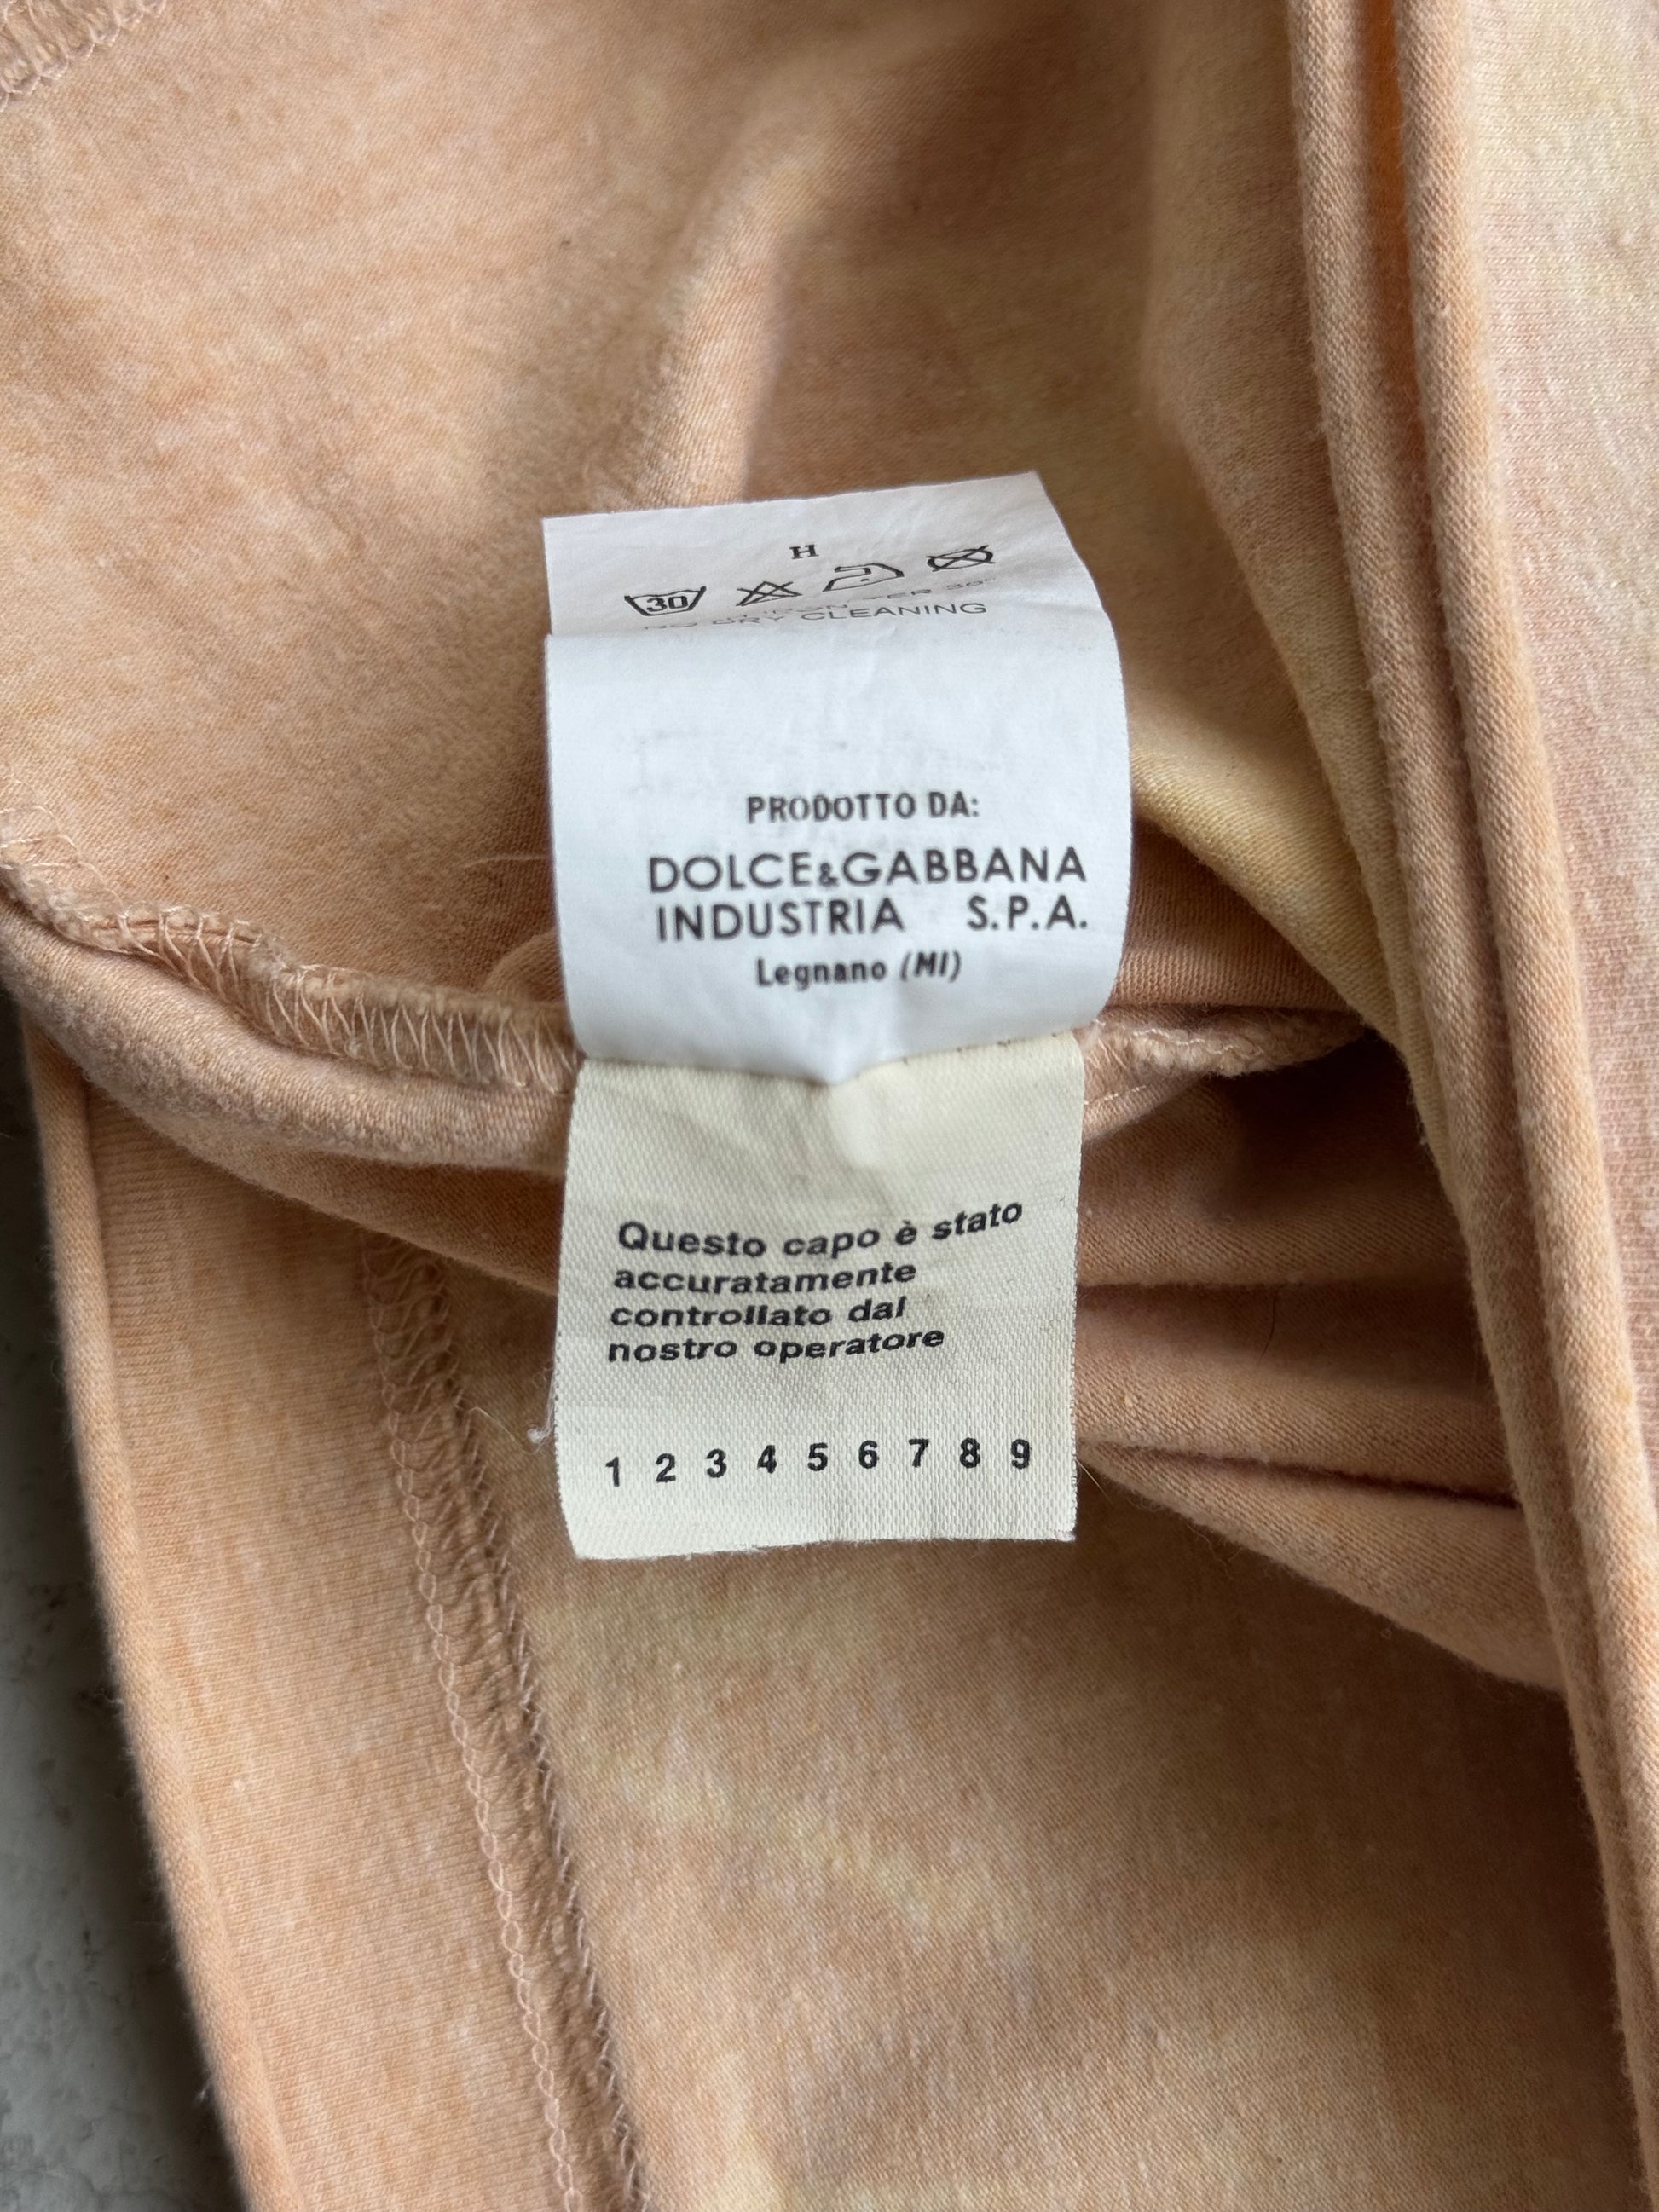 H
30
NO DRY CLEANING
PRODOTTO DA:
DOLCE&GABBANA
INDUSTRIA S.P.A.
Legnano (MI)
Questo capo è stato
accuratamente
controllato dal
nostro operatore
1 2 3 4 5 6 7 8 9